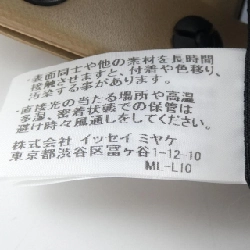 ・表面同士や他の素材を長時間
接触させますと、付着や色移り、
汚染する事があります。
・直接光の当たる場所や高温
多湿、密着状態での保管は
避け時々風通しをしてください。
株式会社 イッセイ ミヤケ
東京都渋谷区富ヶ谷1-12-10
MI-LIC